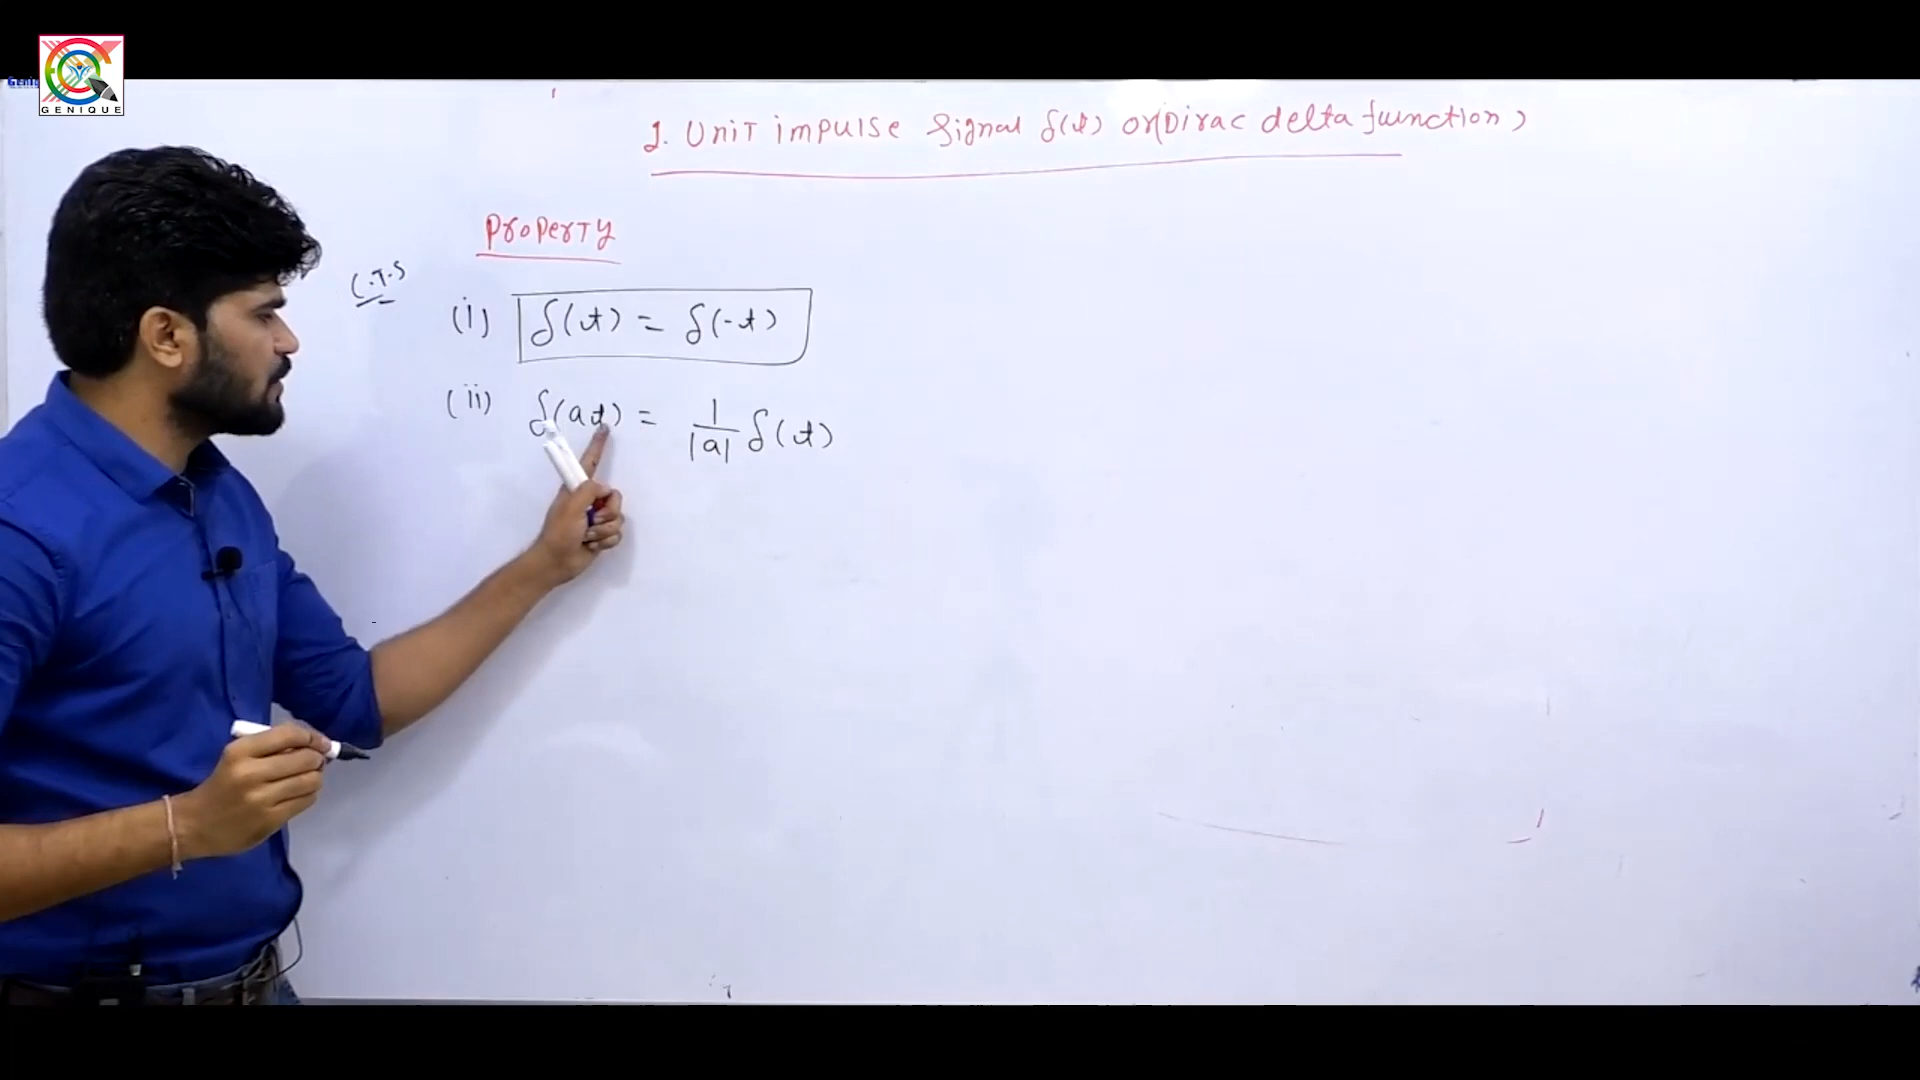 GENIQUE
1. Unit impulse signal δ(t) or (Dirac delta function)
Property
C.T.S
(i) δ(t) = δ(-t)
(ii) δ(at) = 1/|a| δ(t)